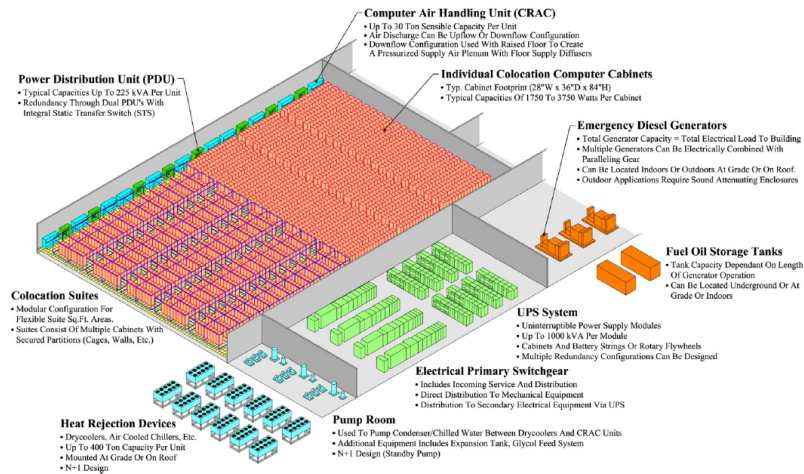 Computer Air Handling Unit (CRAC)
• Up To 30 Ton Sensible Capacity Per Unit
• Air Discharge Can Be Upflow Or Downflow Configuration
• Downflow Configuration Used With Raised Floor To Create
A Pressurized Supply Air Plenum With Floor Supply Diffusers
Power Distribution Unit (PDU)
• Typical Capacities Up To 225 kVA Per Unit
• Redundancy Through Dual PDU's With
Integral Static Transfer Switch (STS)
Individual Colocation Computer Cabinets
• Typ. Cabinet Footprint (28"W x 36"D x 84"H)
• Typical Capacities Of 1750 To 3750 Watts Per Cabinet
Emergency Diesel Generators
• Total Generator Capacity = Total Electrical Load To Building
• Multiple Generators Can Be Electrically Combined With
Paralleling Gear
• Can Be Located Indoors Or Outdoors At Grade Or On Roof.
• Outdoor Applications Require Sound Attenuating Enclosures
Fuel Oil Storage Tanks
• Tank Capacity Dependant On Length
Of Generator Operation
• Can Be Located Underground Or At
Grade Or Indoors
Colocation Suites
• Modular Configuration For
Flexible Suite Sq.Ft. Areas.
• Suites Consist Of Multiple Cabinets With
Secured Partitions (Cages, Walls, Etc.)
UPS System
• Uninterruptible Power Supply Modules
• Up To 1000 kVA Per Module
• Cabinets And Battery Strings Or Rotary Flywheels
• Multiple Redundancy Configurations Can Be Designed
Electrical Primary Switchgear
• Includes Incoming Service And Distribution
• Direct Distribution To Mechanical Equipment
• Distribution To Secondary Electrical Equipment Via UPS
Pump Room
• Used To Pump Condenser/Chilled Water Between Drycoolers And CRAC Units
• Additional Equipment Includes Expansion Tank, Glycol Feed System
• N+1 Design (Standby Pump)
Heat Rejection Devices
• Drycoolers, Air Cooled Chillers, Etc.
• Up To 400 Ton Capacity Per Unit
• Mounted At Grade Or On Roof
• N+1 Design